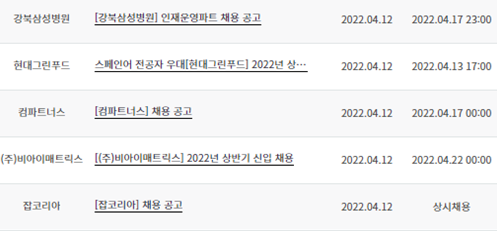 강북삼성병원 [강북삼성병원] 인재운영파트 채용 공고 2022.04.12 2022.04.17 23:00
현대그린푸드 스페인어 전공자 우대[현대그린푸드] 2022년 상… 2022.04.12 2022.04.13 17:00
컴파트너스 [컴파트너스] 채용 공고 2022.04.12 2022.04.17 00:00
(주)비아이매트릭스 [(주)비아이매트릭스] 2022년 상반기 신입 채용 2022.04.12 2022.04.22 00:00
잡코리아 [잡코리아] 채용 공고 2022.04.12 상시채용